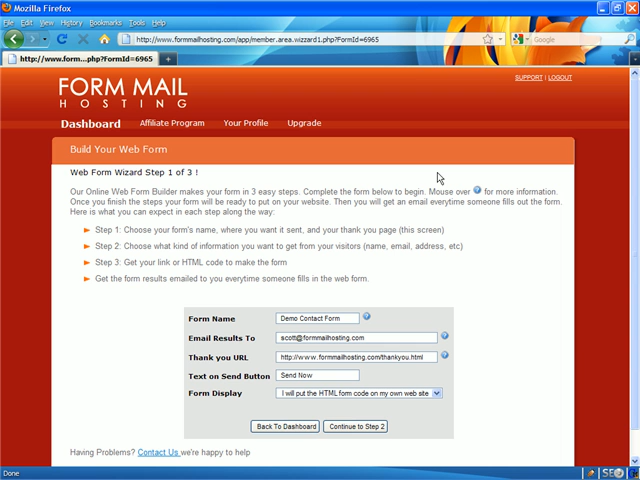 Mozilla Firefox
File Edit View History Bookmarks Tools Help
http://www.formmailhosting.com/app/member.area.wizzard1.php?FormId=6965
Google
http://www.form...php?FormId=6965
FORM MAIL
HOSTING
SUPPORT | LOGOUT
Dashboard Affiliate Program Your Profile Upgrade
Build Your Web Form
Web Form Wizard Step 1 of 3 !
Our Online Web Form Builder makes your form in 3 easy steps. Complete the form below to begin. Mouse over ? for more information.
Once you finish the steps your form will be ready to put on your website. Then you will get an email everytime someone fills out the form.
Here is what you can expect in each step along the way:
Step 1: Choose your form's name, where you want it sent, and your thank you page (this screen)
Step 2: Choose what kind of information you want to get from your visitors (name, email, address, etc)
Step 3: Get your link or HTML code to make the form
Get the form results emailed to you everytime someone fills in the web form.
Form Name Demo Contact Form ?
Email Results To scott@formmailhosting.com ?
Thank you URL http://www.formmailhosting.com/thankyou.html ?
Text on Send Button Send Now
Form Display I will put the HTML form code on my own web site
Back To Dashboard Continue to Step 2
Having Problems? Contact Us we're happy to help
Done